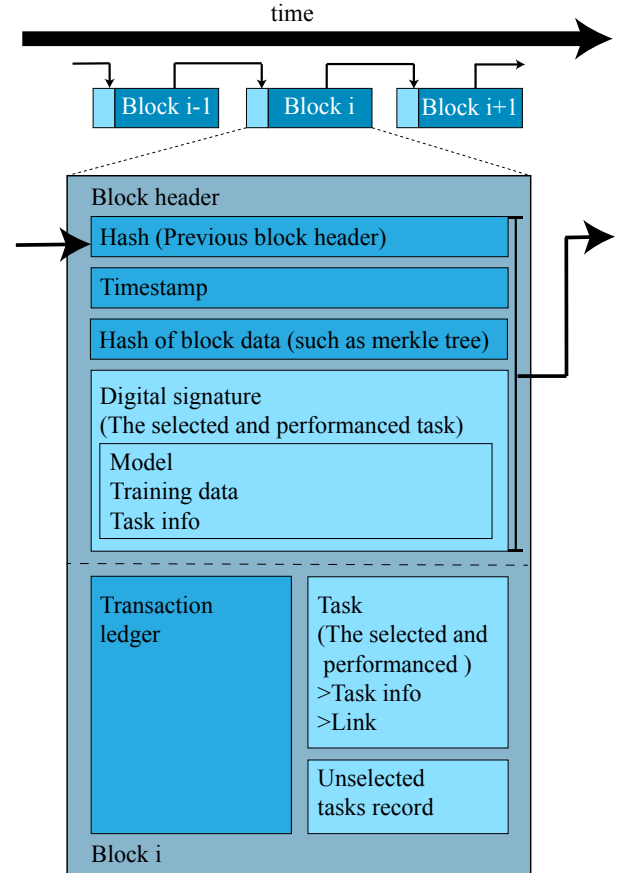 time
Block i-1
Block i
Block i+1
Block header
Hash (Previous block header)
Timestamp
Hash of block data (such as merkle tree)
Digital signature
(The selected and performanced task)
Model
Training data
Task info
Transaction
ledger
Task
(The selected and
performanced )
>Task info
>Link
Unselected
tasks record
Block i